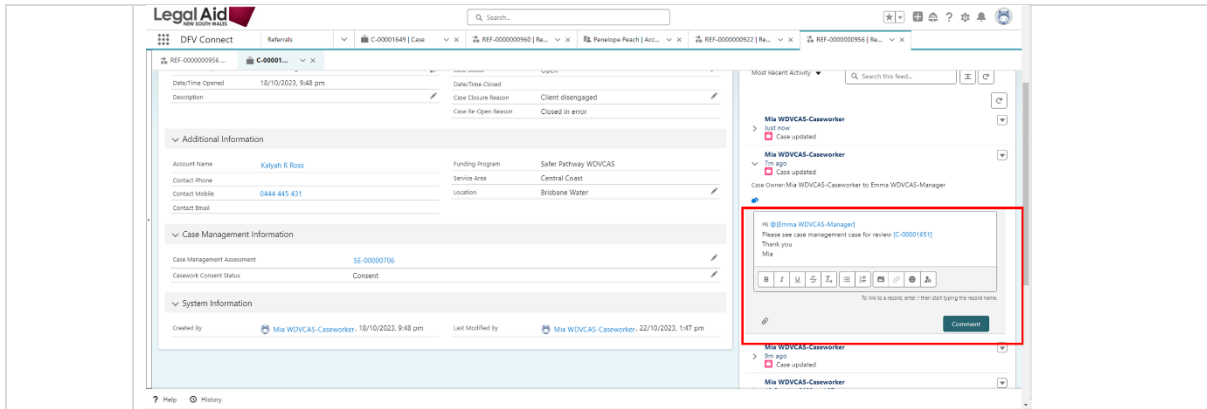 Legal Aid
NEW SOUTH WALES
Search...
DFV Connect
Referrals
C-00001649 | Case
REF-0000000960 | Re...
Penelope Peach | Acc...
REF-0000000922 | Re...
REF-0000000956 | Re...
REF-0000000956 ...
C-00001...
Date/Time Opened
18/10/2023, 9:48 pm
Date/Time Closed
Description
Case Closure Reason
Client disengaged
Case Re Open Reason
Closed in error
Additional Information
Account Name
Kalyah R Ross
Funding Program
Safer Pathway WDVCAS
Contact Phone
Service Area
Central Coast
Contact Mobile
0444 445 431
Location
Brisbane Water
Contact Email
Case Management Information
Case Management Assessment
SE-00000706
Casework Consent Status
Consent
System Information
Created By
Mia WDVCAS-Caseworker, 18/10/2023, 9:48 pm
Last Modified By
Mia WDVCAS-Caseworker, 22/10/2023, 1:47 pm
Most Recent Activity
Search this feed...
Mia WDVCAS-Caseworker
Just now
Case updated
Mia WDVCAS-Caseworker
7m ago
Case updated
Case Owner:Mia WDVCAS-Caseworker to Emma WDVCAS-Manager
Hi @[Emma WDVCAS-Manager]
Please see case management case for review [C-00001651]
Thank you
Mia
B I U S
To link to a record, enter / then start typing the record name.
Comment
Mia WDVCAS-Caseworker
9m ago
Case updated
Mia WDVCAS-Caseworker
? Help
History